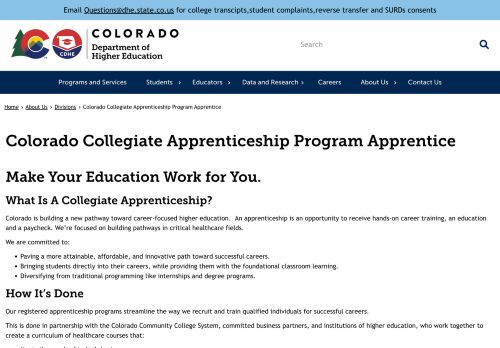 Email Questions@dhe.state.co.us for college transcipts,student complaints,reverse transfer and SURDs consents
COLORADO
Department of
Higher Education
CDHE
Search
Programs and Services Students › Educators › Data and Research › Careers About Us › Contact Us
Home › About Us › Divisions › Colorado Collegiate Apprenticeship Program Apprentice
Colorado Collegiate Apprenticeship Program Apprentice
Make Your Education Work for You.
What Is A Collegiate Apprenticeship?
Colorado is building a new pathway toward career-focused higher education. An apprenticeship is an opportunity to receive hands-on career training, an education
and a paycheck. We're focused on building pathways in critical healthcare fields.
We are committed to:
• Paving a more attainable, affordable, and innovative path toward successful careers.
• Bringing students directly into their careers, while providing them with the foundational classroom learning.
• Diversifying from traditional programming like internships and degree programs.
How It's Done
Our registered apprenticeship programs streamline the way we recruit and train qualified individuals for successful careers.
This is done in partnership with the Colorado Community College System, committed business partners, and institutions of higher education, who work together to
create a curriculum of healthcare courses that: